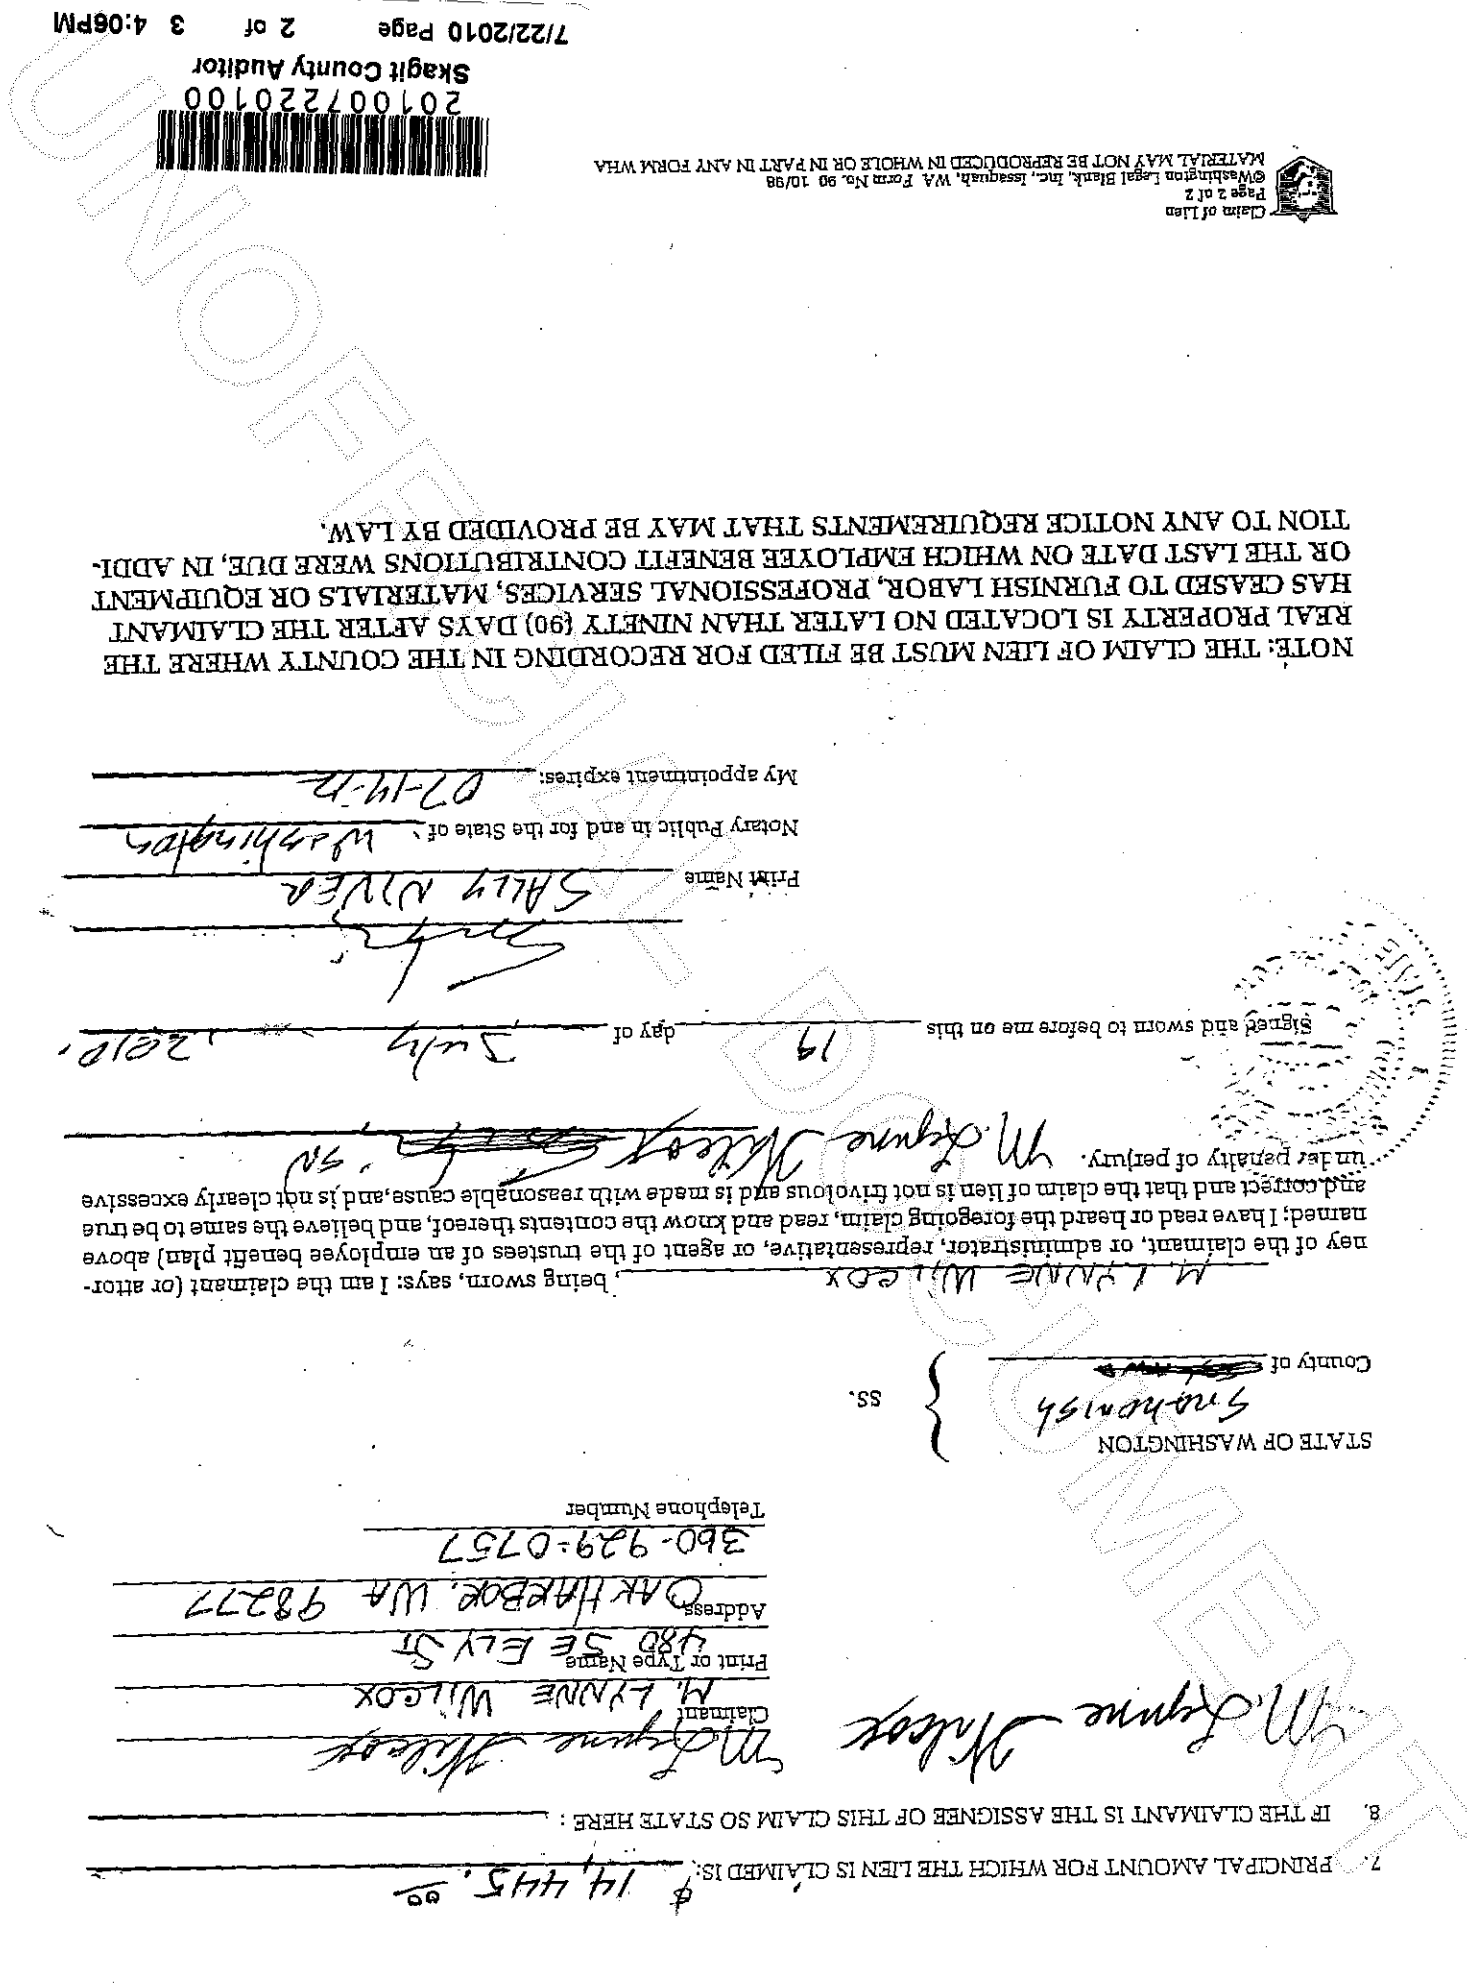 7. PRINCIPAL AMOUNT FOR WHICH THE LIEN IS CLAIMED IS: $ 14,445.00
8. IF THE CLAIMANT IS THE ASSIGNEE OF THIS CLAIM SO STATE HERE :
M. Lynne Wilcox
M. Lynne Wilcox
Claimant
M. LYNNE WILCOX
Print or Type Name
480 SE ELY ST
Address OAK HARBOR, WA 98277
360-929-0757
Telephone Number
STATE OF WASHINGTON
Snohomish
ss.
County of
M. LYNNE WILCOX, being sworn, says: I am the claimant (or attor-
ney of the claimant, or administrator, representative, or agent of the trustees of an employee benefit plan) above
named; I have read or heard the foregoing claim, read and know the contents thereof, and believe the same to be true
and correct and that the claim of lien is not frivolous and is made with reasonable cause, and is not clearly excessive
under penalty of perjury. M. Lynne Wilcox SN
Signed and sworn to before me on this 19 day of July, 2010.
Print Name SALLY NIVER
Notary Public in and for the State of Washington
My appointment expires: 07-14-12
NOTE: THE CLAIM OF LIEN MUST BE FILED FOR RECORDING IN THE COUNTY WHERE THE
REAL PROPERTY IS LOCATED NO LATER THAN NINETY (90) DAYS AFTER THE CLAIMANT
HAS CEASED TO FURNISH LABOR, PROFESSIONAL SERVICES, MATERIALS OR EQUIPMENT
OR THE LAST DATE ON WHICH EMPLOYEE BENEFIT CONTRIBUTIONS WERE DUE, IN ADDI-
TION TO ANY NOTICE REQUIREMENTS THAT MAY BE PROVIDED BY LAW.
Claim of Lien
Page 2 of 2
©Washington Legal Blank, Inc., Issaquah, WA Form No. 90 10/98
MATERIAL MAY NOT BE REPRODUCED IN WHOLE OR IN PART IN ANY FORM WHA
201007220100
Skagit County Auditor
7/22/2010 Page 2 of 3 4:06PM
UNOFFICIAL DOCUMENT